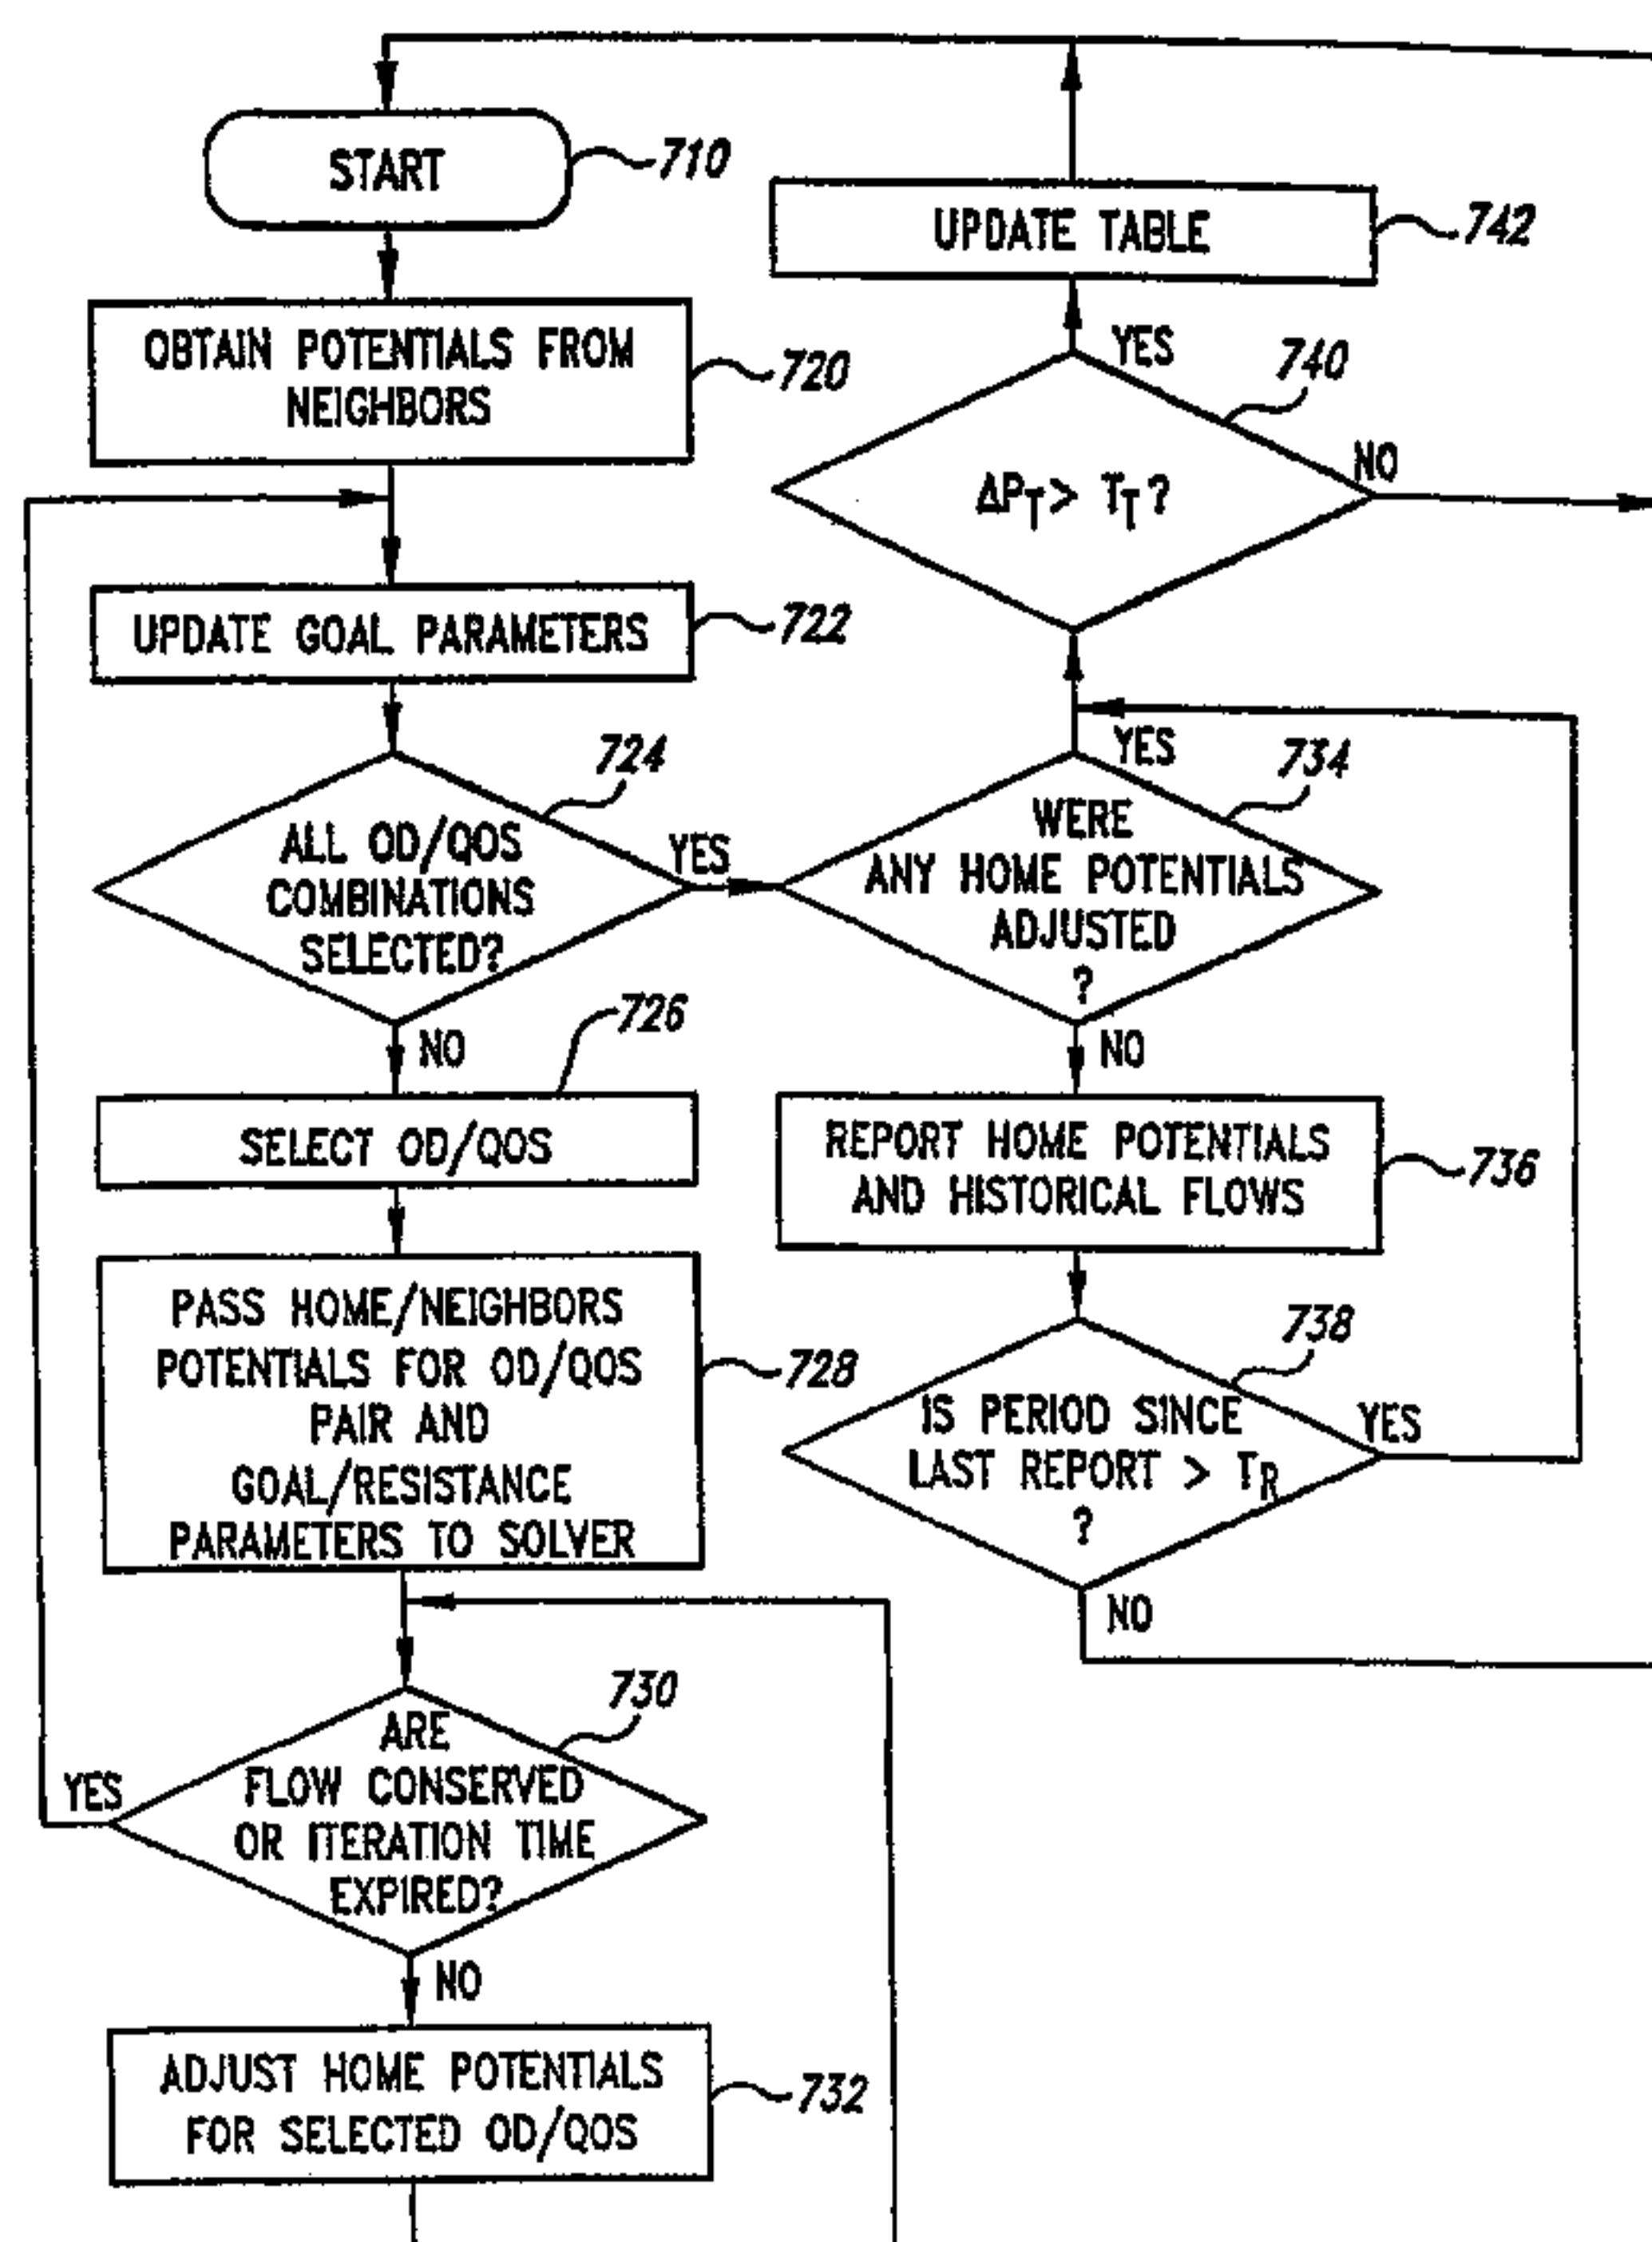 START
710
OBTAIN POTENTIALS FROM
NEIGHBORS
720
UPDATE GOAL PARAMETERS
722
724
ALL OD/QOS
COMBINATIONS
SELECTED?
YES
NO
726
SELECT OD/QOS
PASS HOME/NEIGHBORS
POTENTIALS FOR OD/QOS
PAIR AND
GOAL/RESISTANCE
PARAMETERS TO SOLVER
728
730
ARE
FLOW CONSERVED
OR ITERATION TIME
EXPIRED?
YES
NO
ADJUST HOME POTENTIALS
FOR SELECTED OD/QOS
732
UPDATE TABLE
742
YES
740
NO
ΔPT> TT?
YES
734
WERE
ANY HOME POTENTIALS
ADJUSTED
?
NO
REPORT HOME POTENTIALS
AND HISTORICAL FLOWS
736
738
IS PERIOD SINCE
LAST REPORT > TR
?
YES
NO